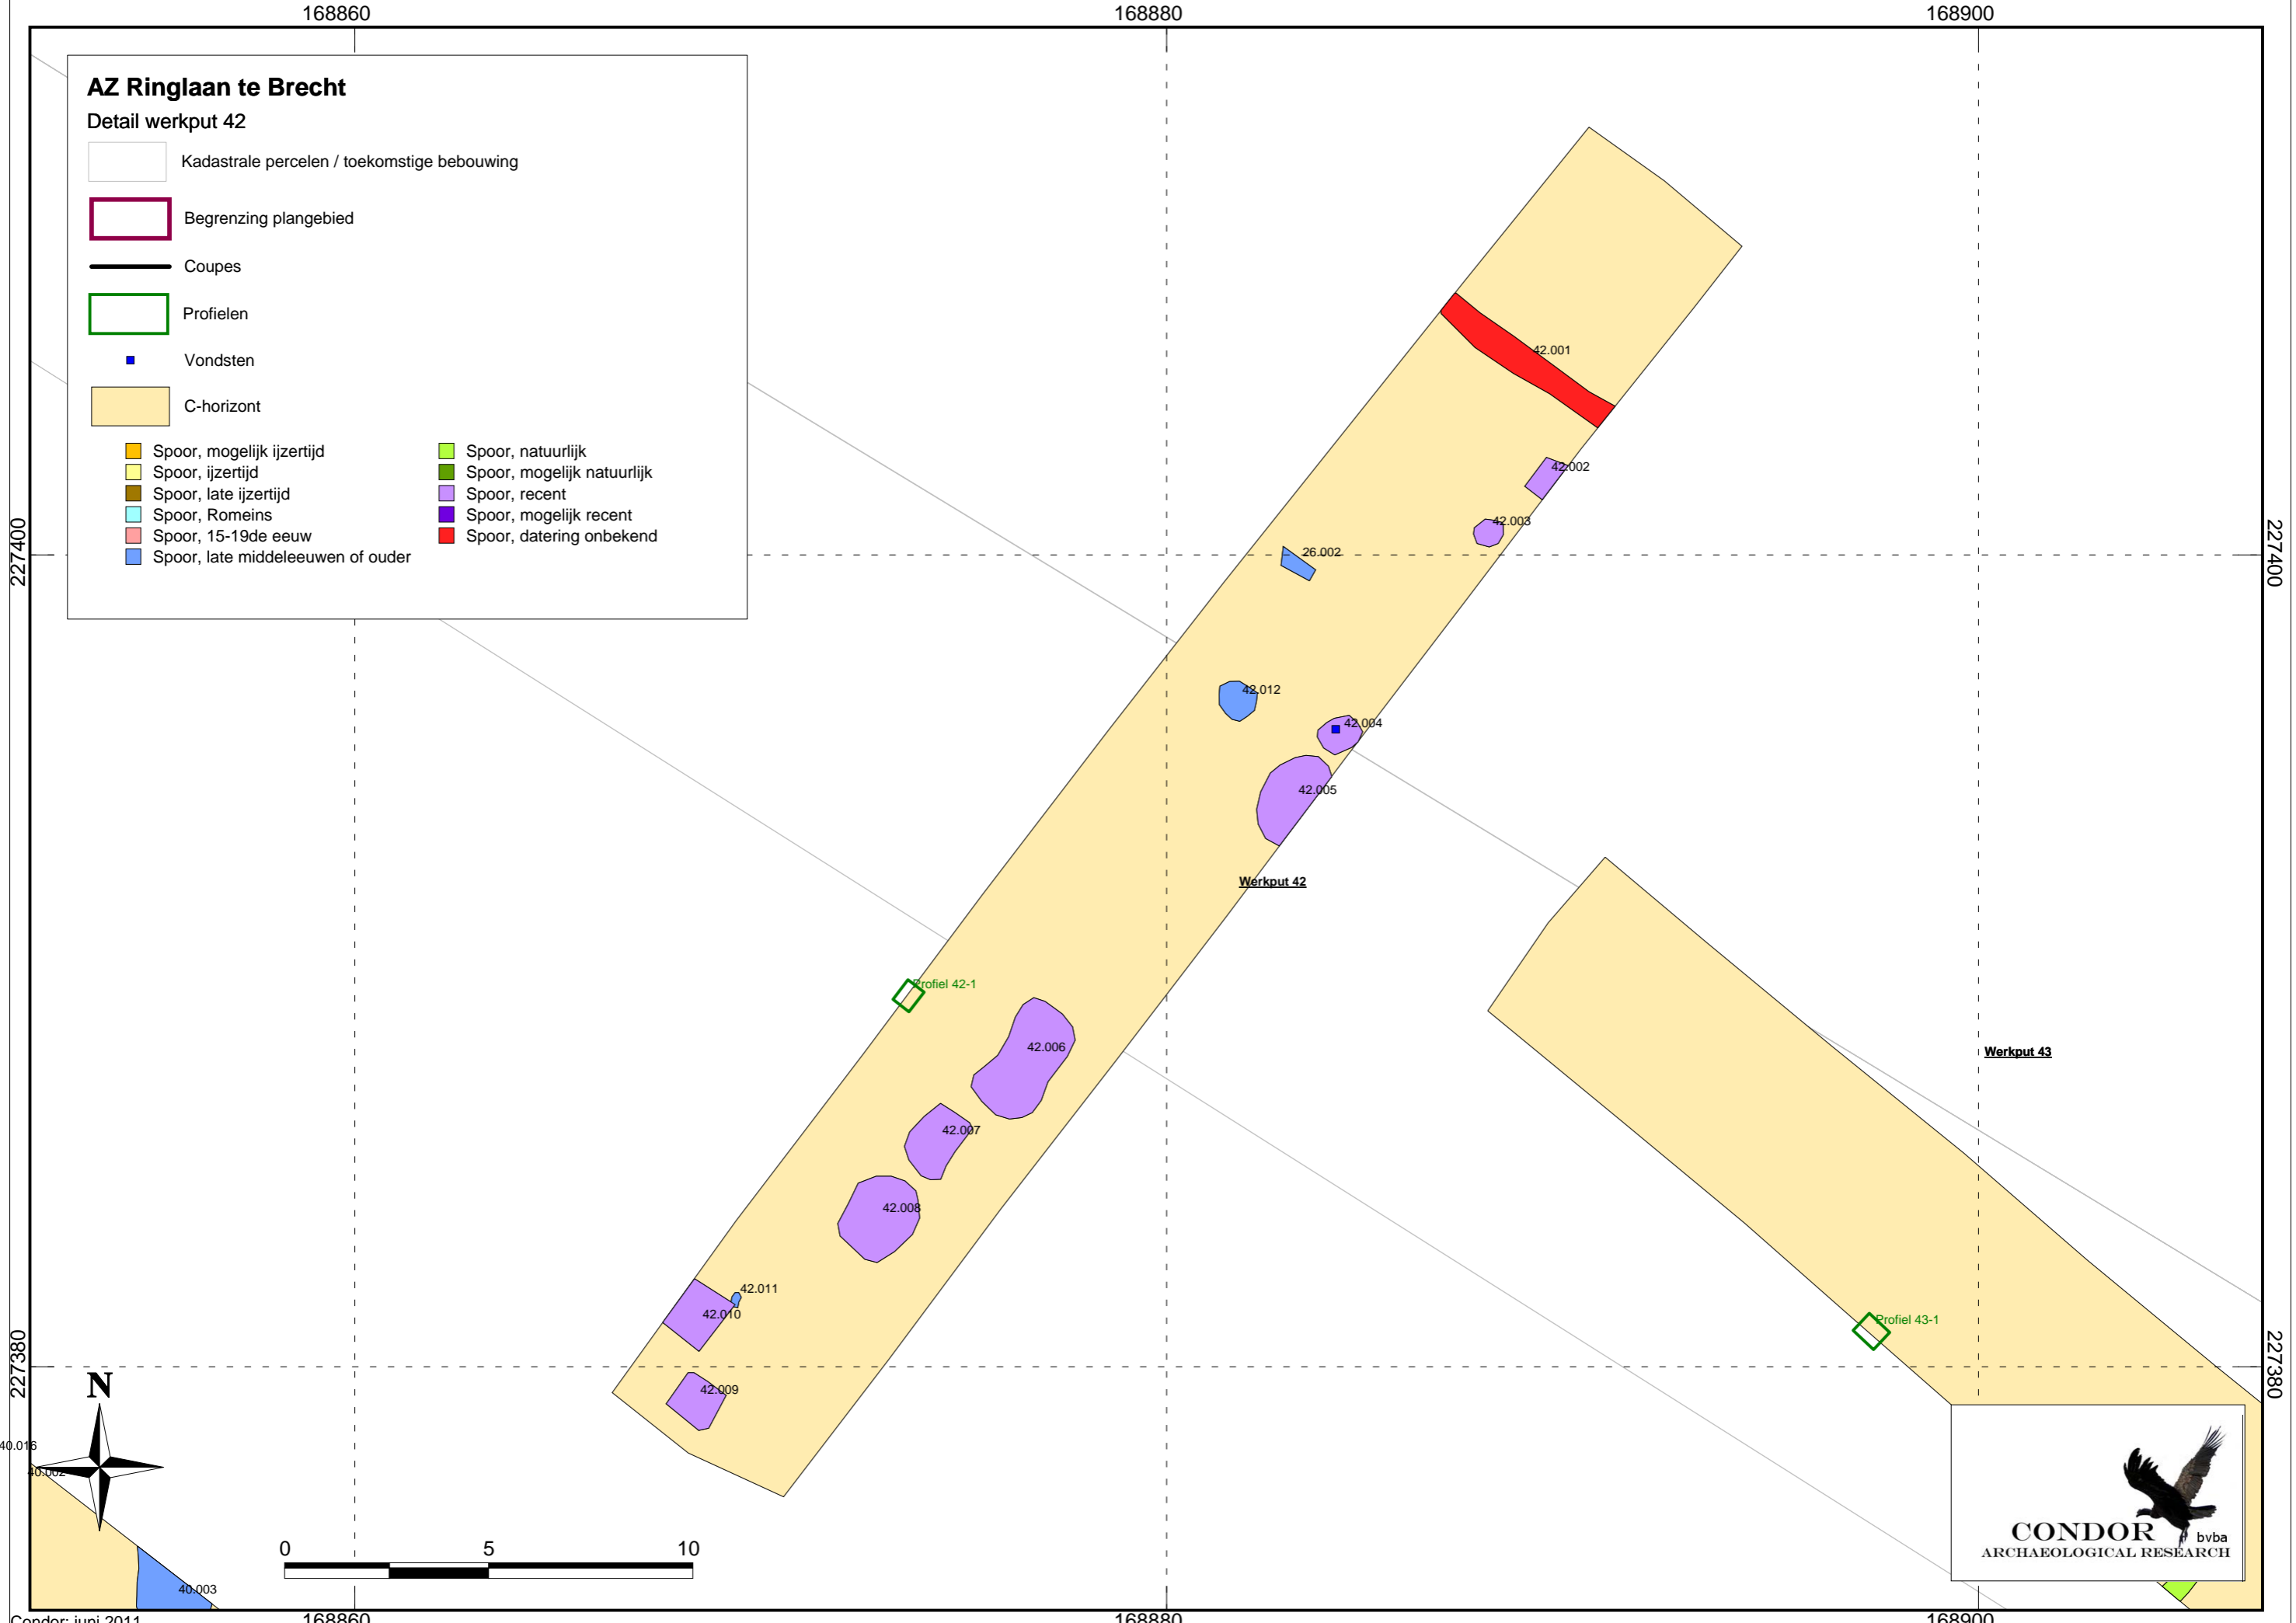 168860
168880
168900
AZ Ringlaan te Brecht
Detail werkput 42
Kadastrale percelen / toekomstige bebouwing
Begrenzing plangebied
Coupes
Profielen
Vondsten
C-horizont
Spoor, mogelijk ijzertijd
Spoor, ijzertijd
Spoor, late ijzertijd
Spoor, Romeins
Spoor, 15-19de eeuw
Spoor, late middeleeuwen of ouder
Spoor, natuurlijk
Spoor, mogelijk natuurlijk
Spoor, recent
Spoor, mogelijk recent
Spoor, datering onbekend
42.001
42.002
42.003
227400
227400
26.002
42.012
42.004
42.005
Werkput 42
Profiel 42-1
42.006
Werkput 43
42.007
42.008
42.011
42.010
Profiel 43-1
227380
227380
42.009
N
40.016
40.002
40.003
0 5 10
CONDOR bvba
ARCHAEOLOGICAL RESEARCH
Condor: juni 2011
168860
168880
168900